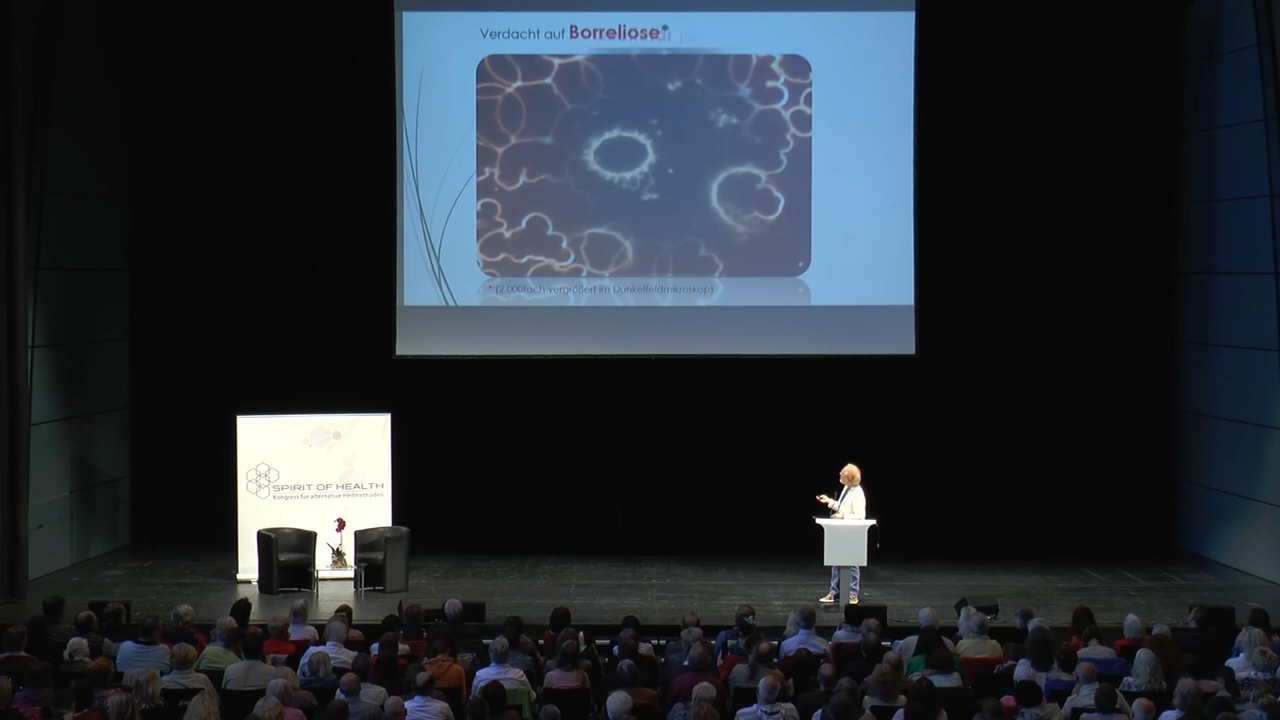 Verdacht auf Borreliose*
* (2.000fach vergrößert im Dunkelfeldmikroskop)
SPIRIT OF HEALTH
Kongress für alternative Heilmethoden